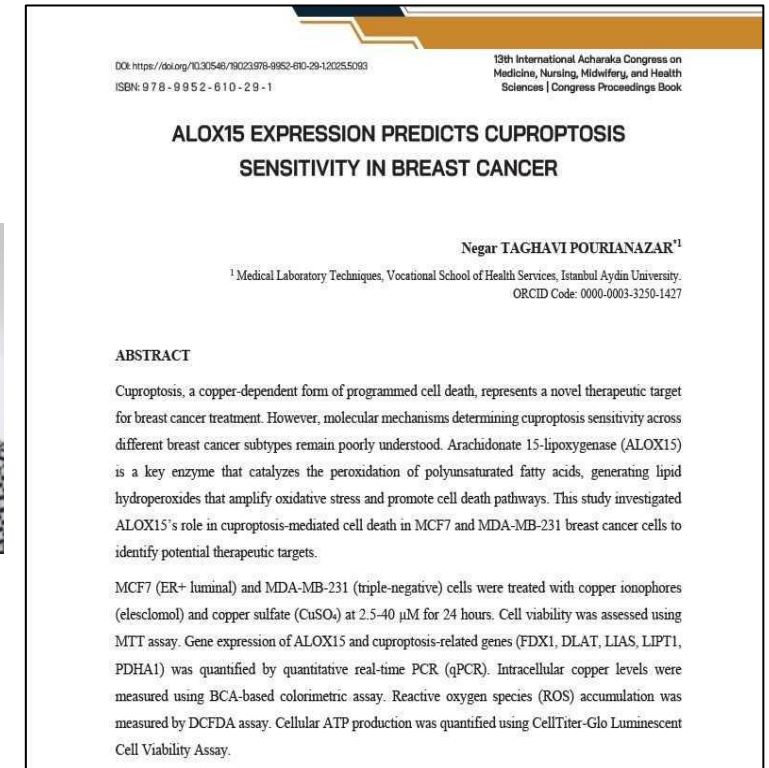 DOI: https://doi.org/10.30546/19023.978-9952-610-29-1.2025.5093
ISBN: 978-9952-610-29-1
13th International Acharaka Congress on
Medicine, Nursing, Midwifery, and Health
Sciences | Congress Proceedings Book
ALOX15 EXPRESSION PREDICTS CUPROPTOSIS
SENSITIVITY IN BREAST CANCER
Negar TAGHAVI POURIANAZAR*1
1 Medical Laboratory Techniques, Vocational School of Health Services, Istanbul Aydin University.
ORCID Code: 0000-0003-3250-1427
ABSTRACT
Cuproptosis, a copper-dependent form of programmed cell death, represents a novel therapeutic target
for breast cancer treatment. However, molecular mechanisms determining cuproptosis sensitivity across
different breast cancer subtypes remain poorly understood. Arachidonate 15-lipoxygenase (ALOX15)
is a key enzyme that catalyzes the peroxidation of polyunsaturated fatty acids, generating lipid
hydroperoxides that amplify oxidative stress and promote cell death pathways. This study investigated
ALOX15's role in cuproptosis-mediated cell death in MCF7 and MDA-MB-231 breast cancer cells to
identify potential therapeutic targets.
MCF7 (ER+ luminal) and MDA-MB-231 (triple-negative) cells were treated with copper ionophores
(elesclomol) and copper sulfate (CuSO₄) at 2.5-40 μM for 24 hours. Cell viability was assessed using
MTT assay. Gene expression of ALOX15 and cuproptosis-related genes (FDX1, DLAT, LIAS, LIPT1,
PDHA1) was quantified by quantitative real-time PCR (qPCR). Intracellular copper levels were
measured using BCA-based colorimetric assay. Reactive oxygen species (ROS) accumulation was
measured by DCFDA assay. Cellular ATP production was quantified using CellTiter-Glo Luminescent
Cell Viability Assay.